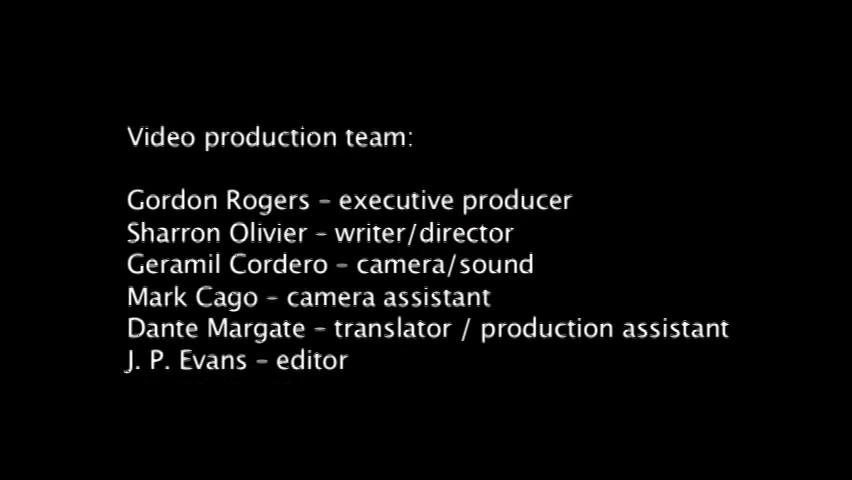 Video production team:
Gordon Rogers – executive producer
Sharron Olivier – writer/director
Geramil Cordero – camera/sound
Mark Cago – camera assistant
Dante Margate – translator / production assistant
J. P. Evans – editor